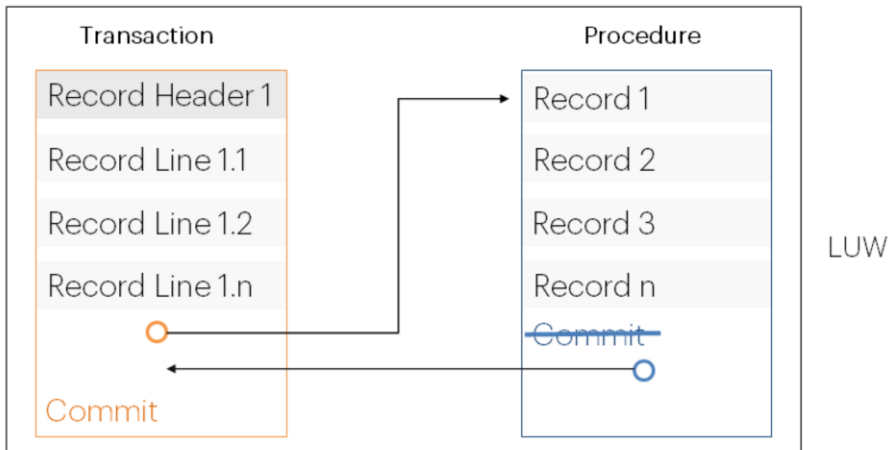 Transaction
Record Header 1
Record Line 1.1
Record Line 1.2
Record Line 1.n
Commit
Procedure
Record 1
Record 2
Record 3
Record n
Commit
LUW